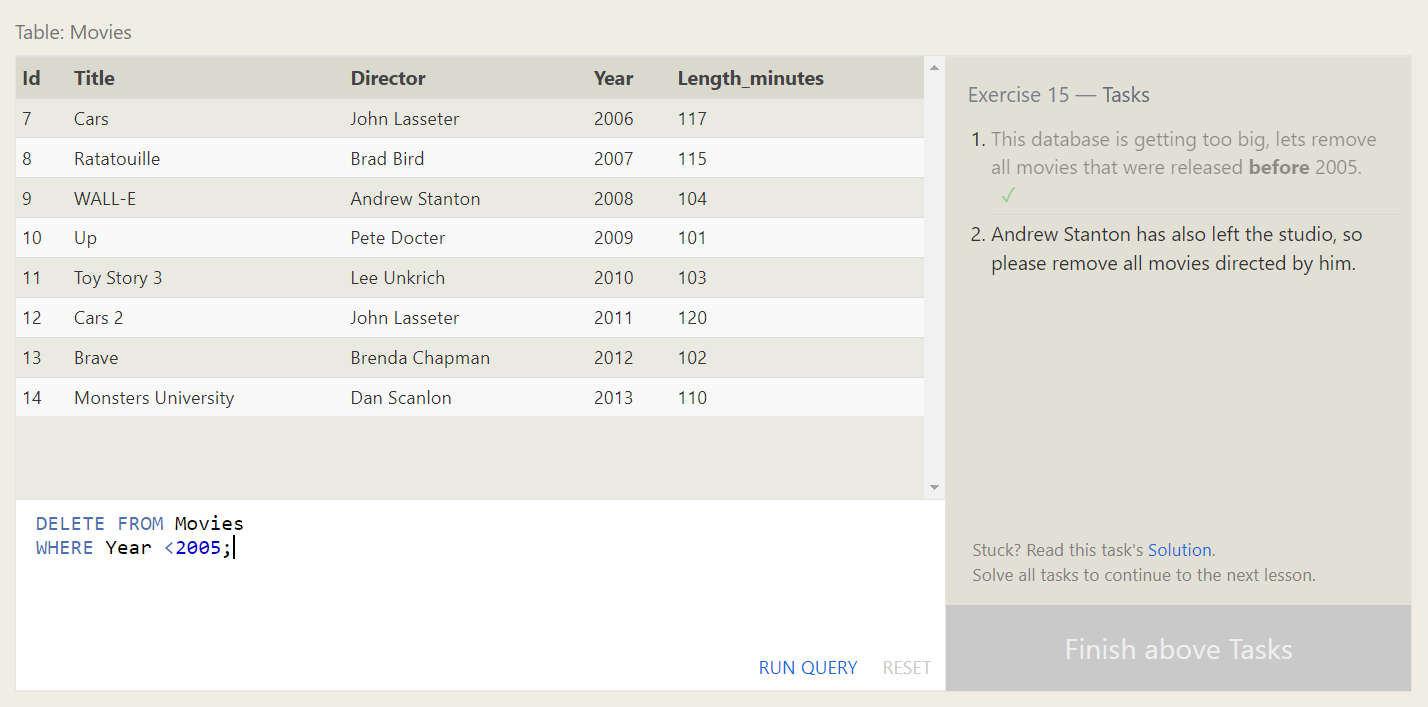 Table: Movies
Id Title Director Year Length_minutes
7 Cars John Lasseter 2006 117
8 Ratatouille Brad Bird 2007 115
9 WALL-E Andrew Stanton 2008 104
10 Up Pete Docter 2009 101
11 Toy Story 3 Lee Unkrich 2010 103
12 Cars 2 John Lasseter 2011 120
13 Brave Brenda Chapman 2012 102
14 Monsters University Dan Scanlon 2013 110
DELETE FROM Movies
WHERE Year <2005;
RUN QUERY RESET
Exercise 15 — Tasks
1. This database is getting too big, lets remove
all movies that were released before 2005.
✓
2. Andrew Stanton has also left the studio, so
please remove all movies directed by him.
Stuck? Read this task's Solution.
Solve all tasks to continue to the next lesson.
Finish above Tasks